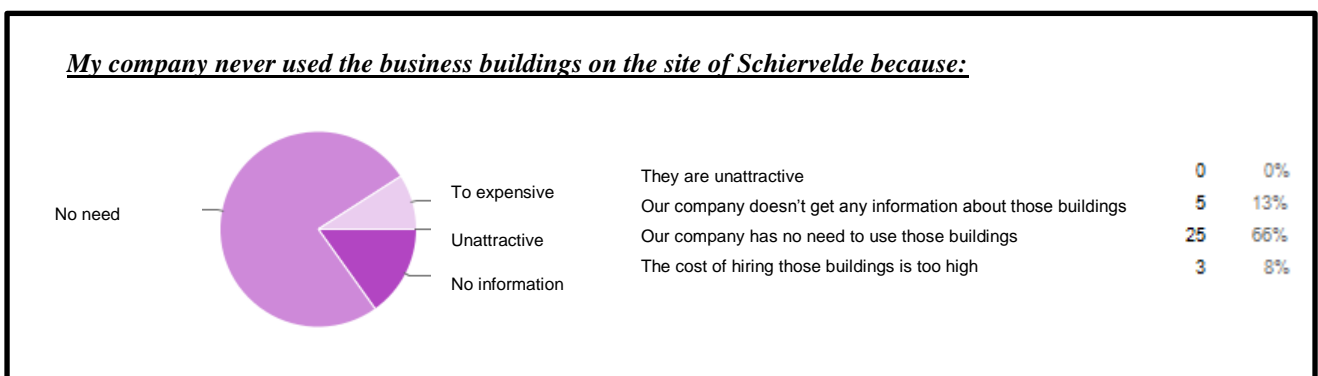 My company never used the business buildings on the site of Schiervelde because:
No need
To expensive
Unattractive
No information
They are unattractive 0 0%
Our company doesn't get any information about those buildings 5 13%
Our company has no need to use those buildings 25 66%
The cost of hiring those buildings is too high 3 8%